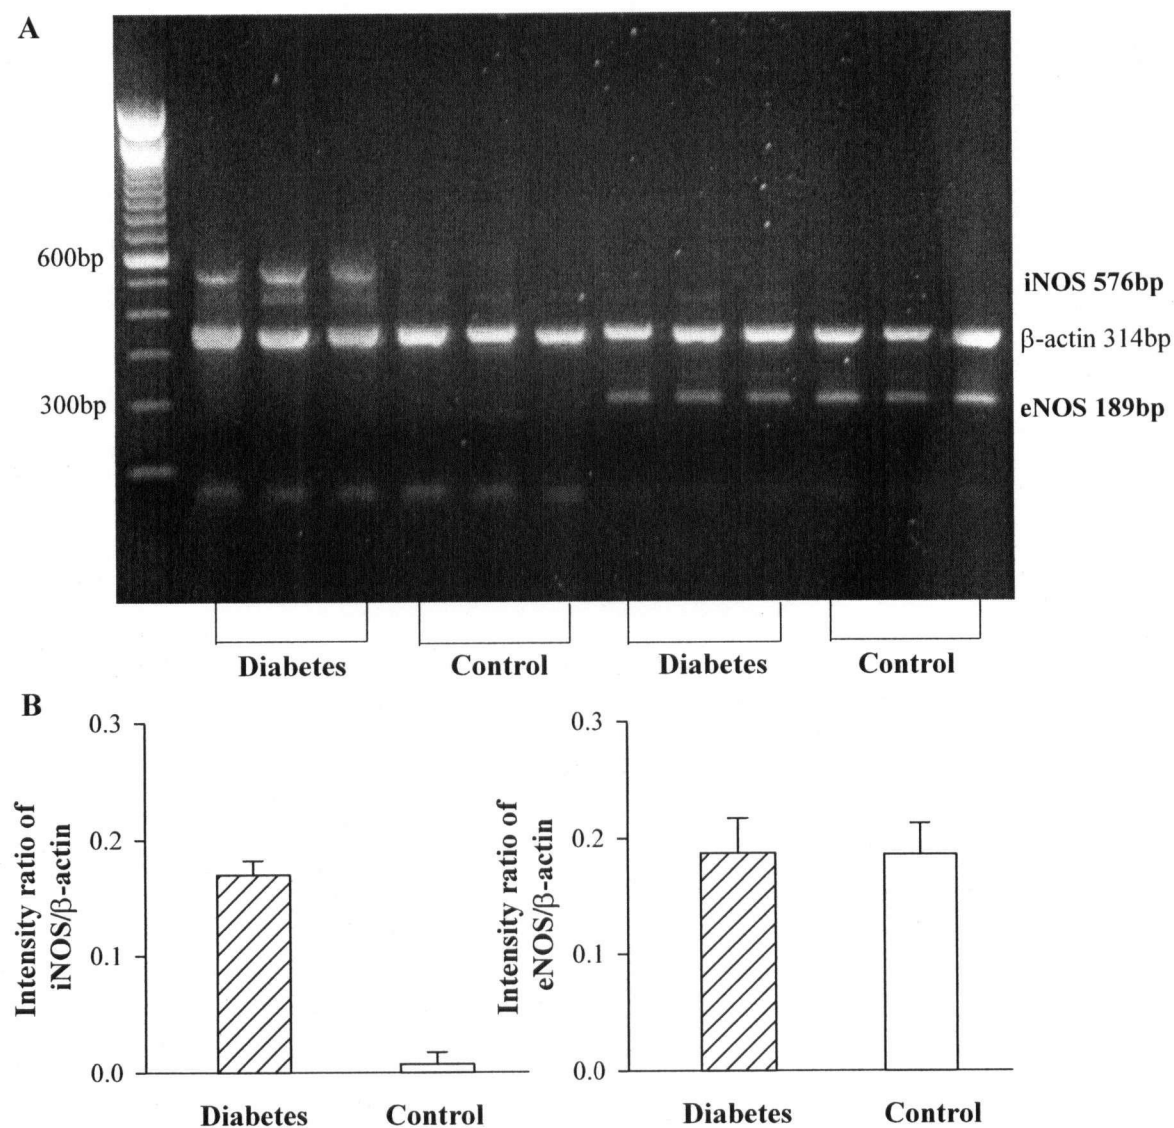 A
600bp
300bp
iNOS 576bp
β-actin 314bp
eNOS 189bp
Diabetes
Control
Diabetes
Control
B
Intensity ratio of
iNOS/β-actin
0.3
0.2
0.1
0.0
Diabetes
Control
Intensity ratio of
eNOS/β-actin
0.3
0.2
0.1
0.0
Diabetes
Control